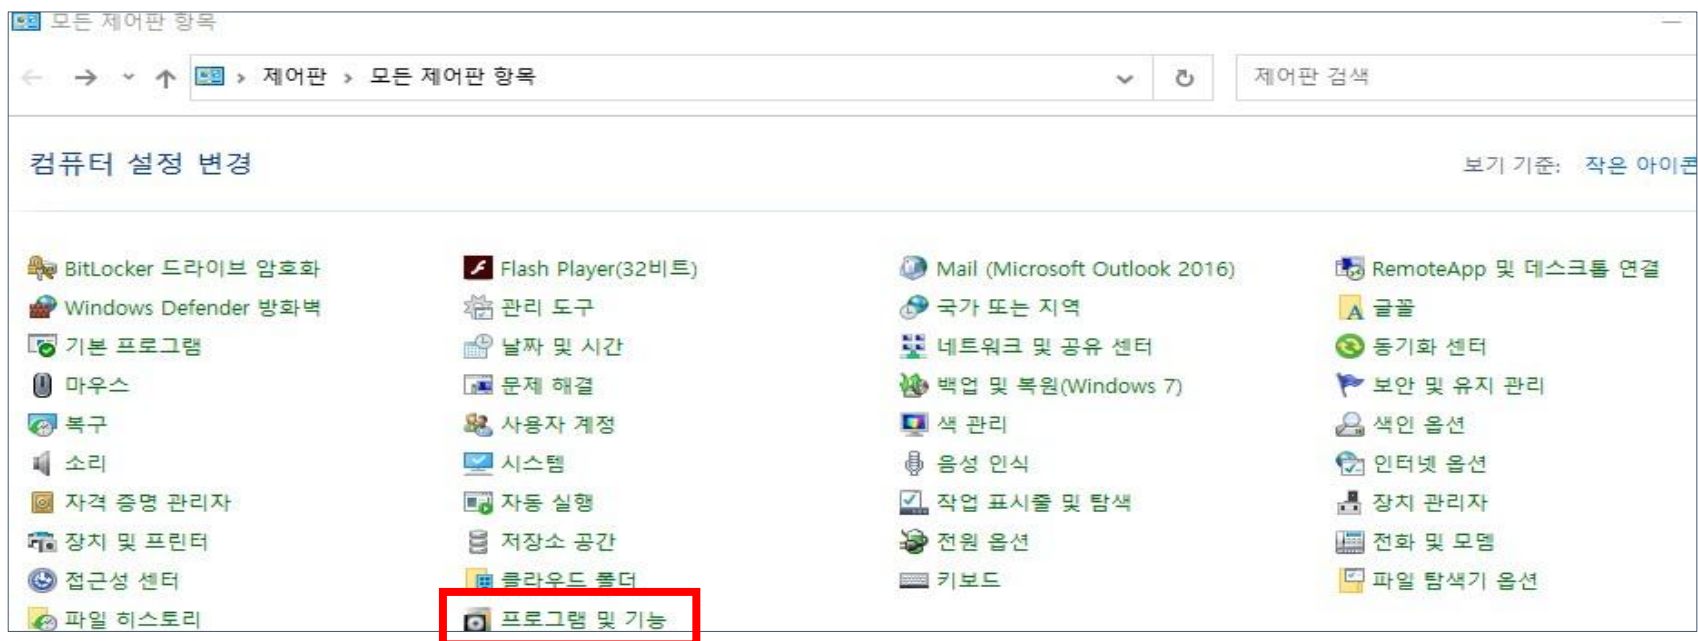 모든 제어판 항목
제어판 › 모든 제어판 항목
제어판 검색
컴퓨터 설정 변경
보기 기준: 작은 아이콘
BitLocker 드라이브 암호화
Flash Player(32비트)
Mail (Microsoft Outlook 2016)
RemoteApp 및 데스크톱 연결
Windows Defender 방화벽
관리 도구
국가 또는 지역
글꼴
기본 프로그램
날짜 및 시간
네트워크 및 공유 센터
동기화 센터
마우스
문제 해결
백업 및 복원(Windows 7)
보안 및 유지 관리
복구
사용자 계정
색 관리
색인 옵션
소리
시스템
음성 인식
인터넷 옵션
자격 증명 관리자
자동 실행
작업 표시줄 및 탐색
장치 관리자
장치 및 프린터
저장소 공간
전원 옵션
전화 및 모뎀
접근성 센터
클라우드 폴더
키보드
파일 탐색기 옵션
파일 히스토리
프로그램 및 기능